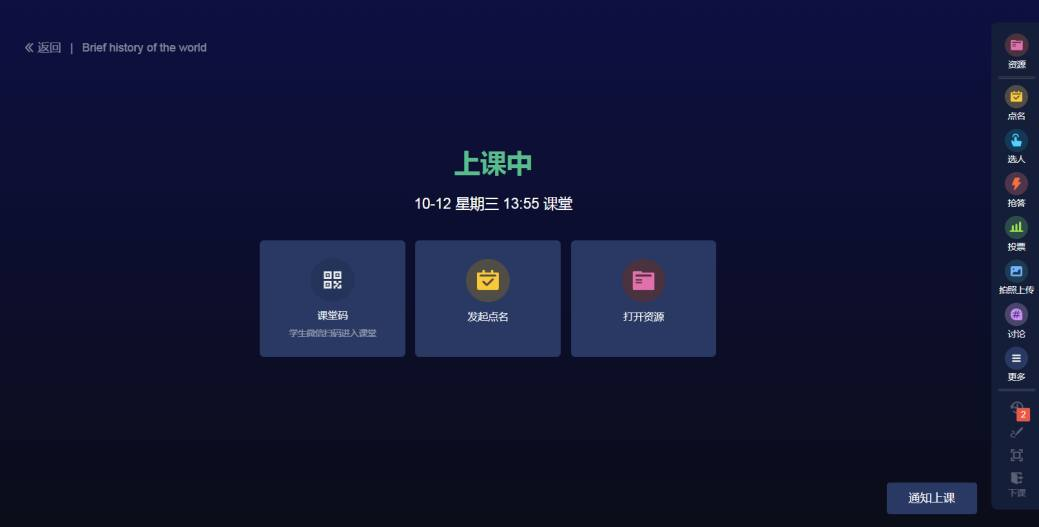 《 返回 | Brief history of the world
上课中
10-12 星期三 13:55 课堂
课堂码
学生微信扫码进入课堂
发起点名
打开资源
通知上课
资源
点名
选人
抢答
投票
拍照上传
#
讨论
更多
2
下课